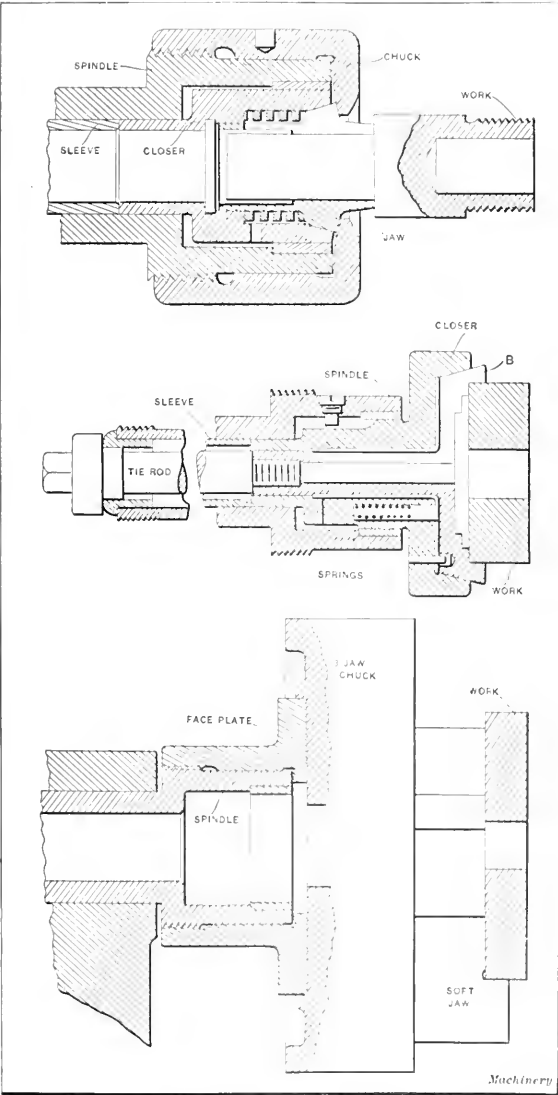 SPINDLE
CHUCK
WORK
SLEEVE
CLOSER
JAW
CLOSER
B
SPINDLE
SLEEVE
TIE ROD
SPRINGS
WORK
JAW
CHUCK
WORK
FACE PLATE
SPINDLE
SOFT
JAW
Machinery